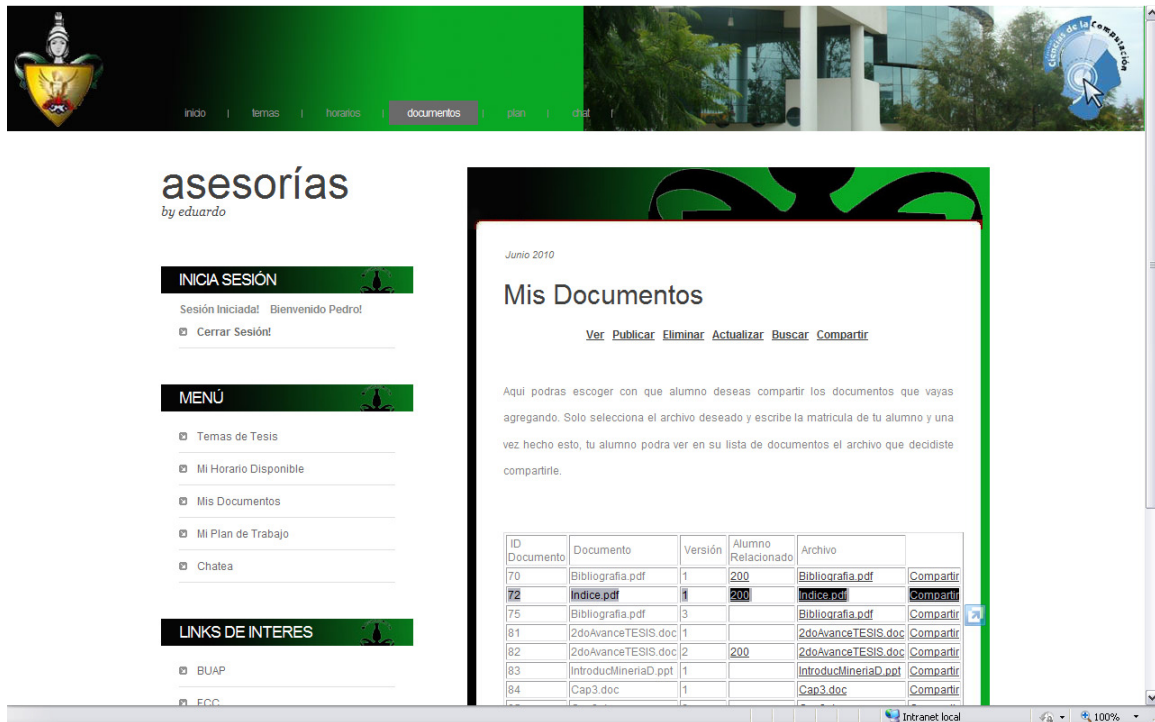 Ciencias de la Computación
inicio | temas | horarios | documentos | plan | chat |
asesorías
by eduardo
INICIA SESIÓN
Sesión Iniciada! Bienvenido Pedro!
Cerrar Sesión!
MENÚ
Temas de Tesis
Mi Horario Disponible
Mis Documentos
Mi Plan de Trabajo
Chatea
LINKS DE INTERES
BUAP
FCC
Junio 2010
Mis Documentos
Ver Publicar Eliminar Actualizar Buscar Compartir
Aqui podras escoger con que alumno deseas compartir los documentos que vayas
agregando. Solo selecciona el archivo deseado y escribe la matricula de tu alumno y una
vez hecho esto, tu alumno podra ver en su lista de documentos el archivo que decidiste
compartirle.
ID Documento Documento Versión Alumno Relacionado Archivo
70 Bibliografia.pdf 1 200 Bibliografia.pdf Compartir
72 Indice.pdf 1 200 Indice.pdf Compartir
75 Bibliografia.pdf 3 Bibliografia.pdf Compartir
81 2doAvanceTESIS.doc 1 2doAvanceTESIS.doc Compartir
82 2doAvanceTESIS.doc 2 200 2doAvanceTESIS.doc Compartir
83 IntroducMineriaD.ppt 1 IntroducMineriaD.ppt Compartir
84 Cap3.doc 1 Cap3.doc Compartir
Intranet local 100%